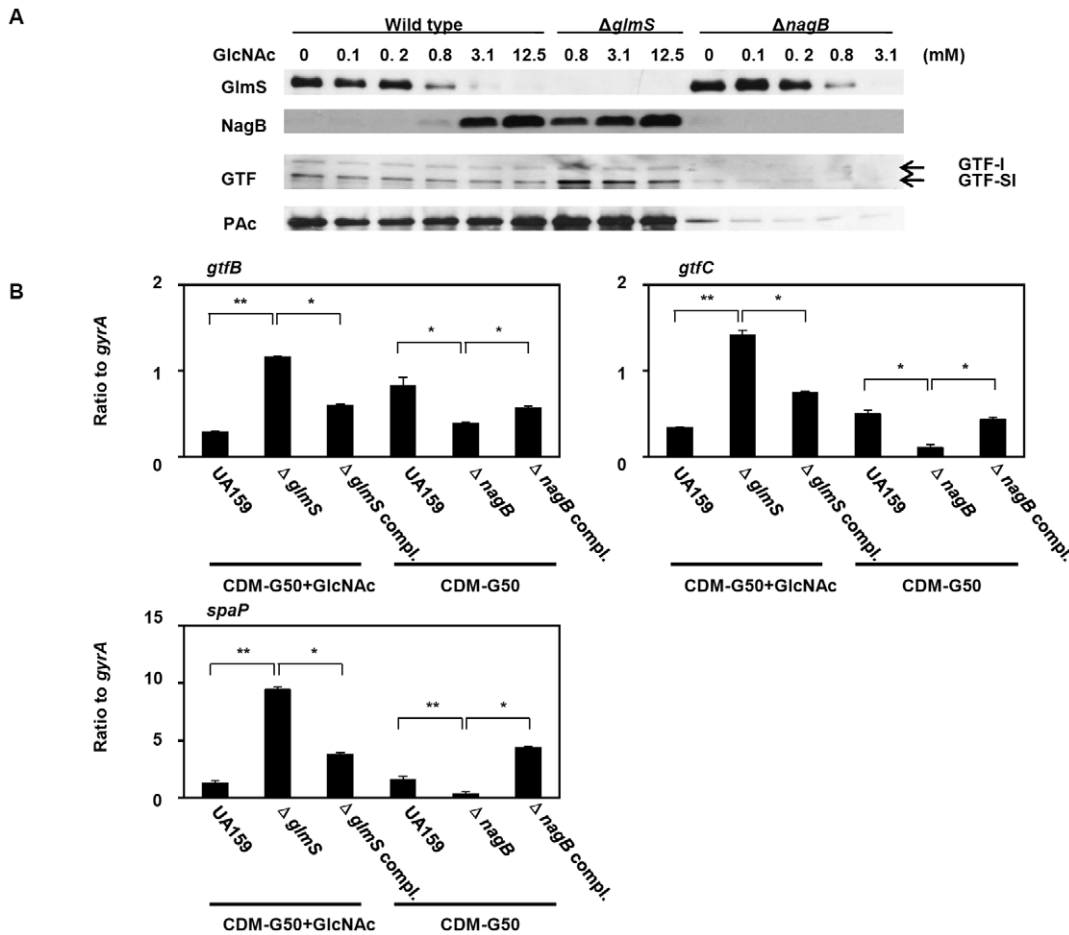 A
Wild type ΔglmS ΔnagB
GlcNAc 0 0.1 0. 2 0.8 3.1 12.5 0.8 3.1 12.5 0 0.1 0. 2 0.8 3.1 (mM)
GlmS
NagB
GTF
GTF-I
GTF-SI
PAc
B
gtfB
Ratio to gyrA
2
1
0
** * * *
UA159 Δ glmS Δ glmS compl. UA159 Δ nagB Δ nagB compl.
CDM-G50+GlcNAc CDM-G50
gtfC
2
1
0
** * * *
UA159 Δ glmS Δ glmS compl. UA159 Δ nagB Δ nagB compl.
CDM-G50+GlcNAc CDM-G50
spaP
Ratio to gyrA
15
10
5
0
** * ** *
UA159 Δ glmS Δ glmS compl. UA159 Δ nagB Δ nagB compl.
CDM-G50+GlcNAc CDM-G50